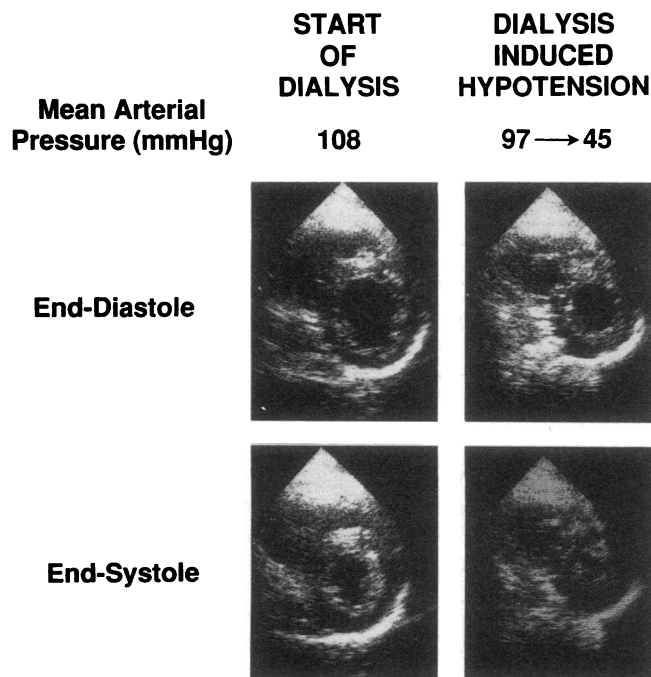 START
OF
DIALYSIS
DIALYSIS
INDUCED
HYPOTENSION
Mean Arterial
Pressure (mmHg)
108
97 → 45
End-Diastole
End-Systole